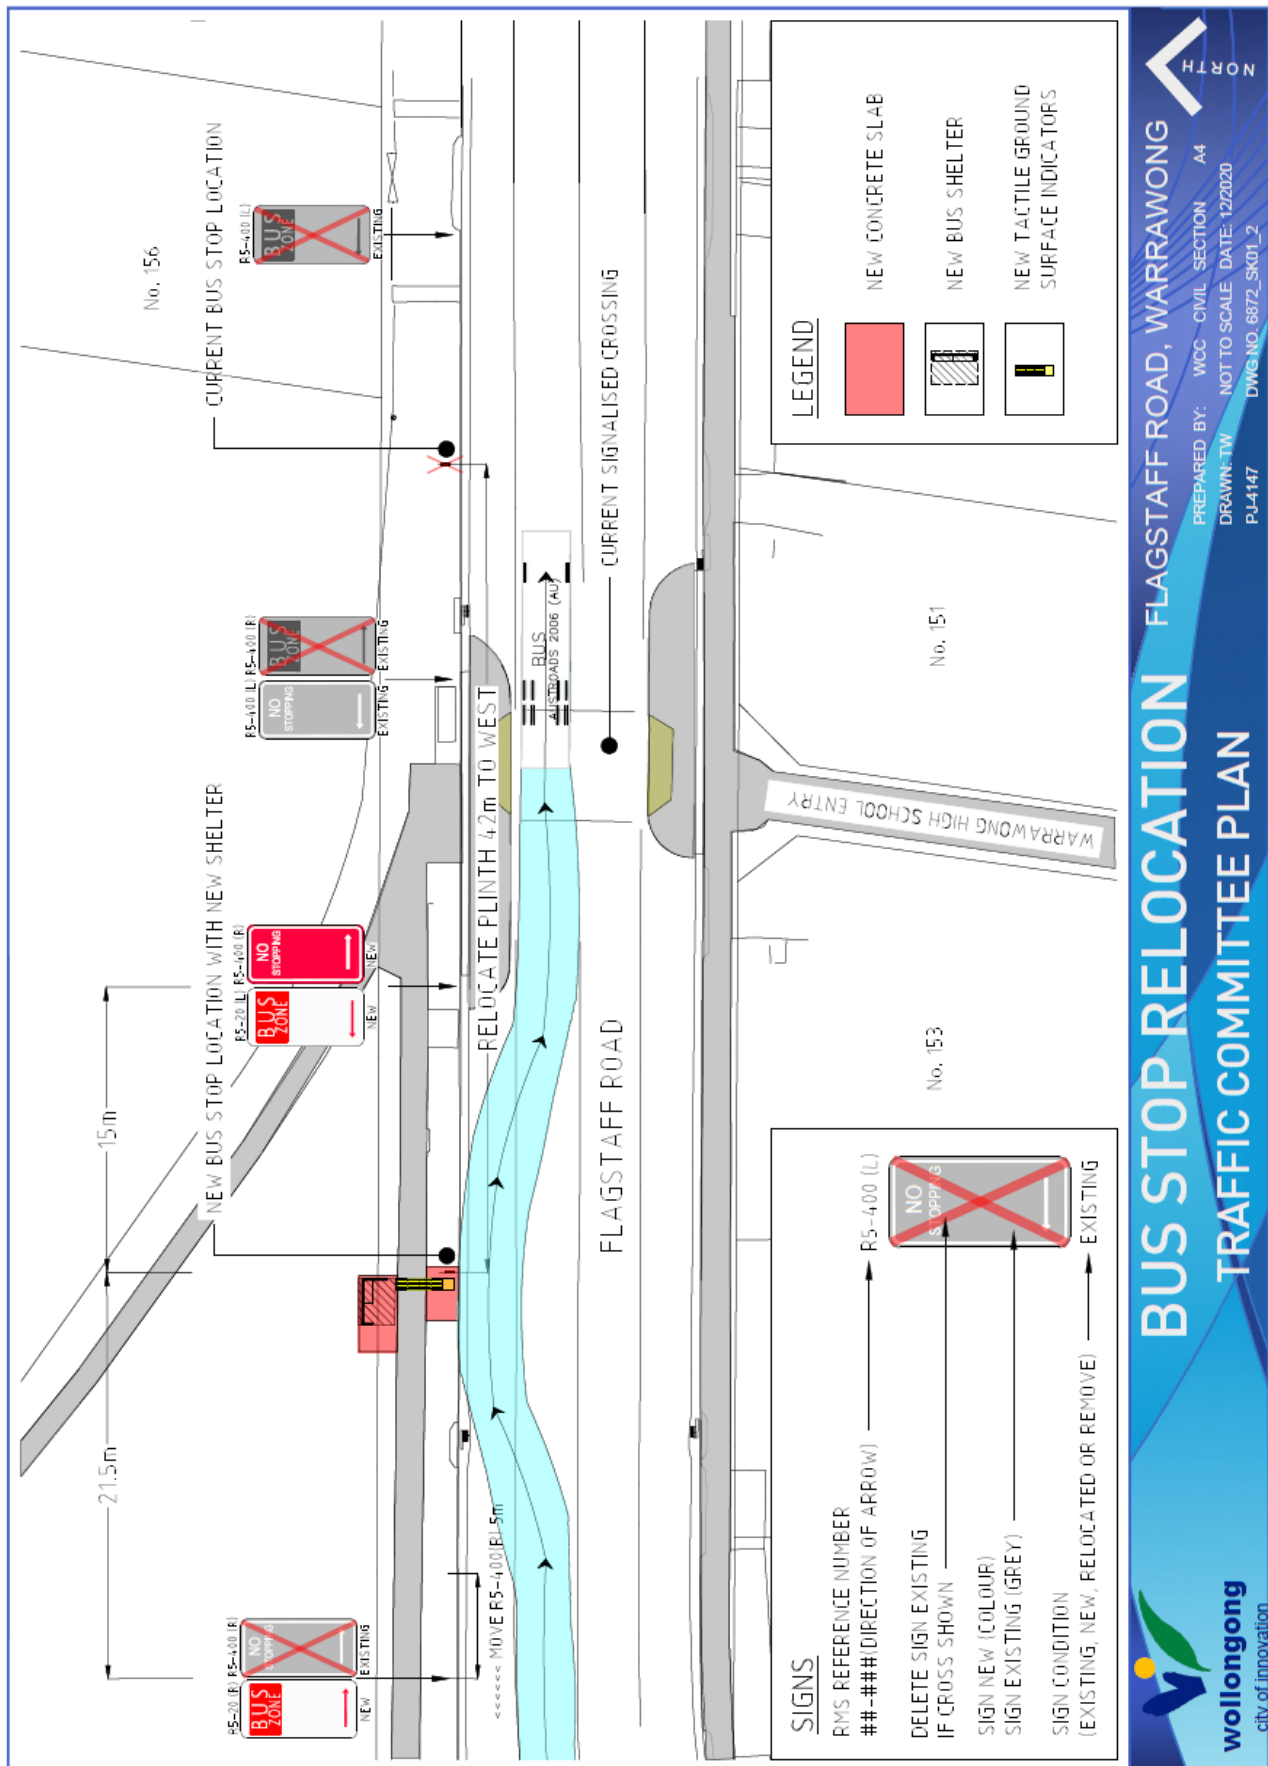 No. 156
CURRENT BUS STOP LOCATION
R5-400 (L)
BUS
ZONE
EXISTING
R5-400 (L) R5-400 (R)
NO
STOPPING
BUS
ZONE
EXISTING
EXISTING
NEW BUS STOP LOCATION WITH NEW SHELTER
R5-20 (L) R5-400 (R)
BUS
ZONE
NO
STOPPING
NEW
NEW
15m
21.5m
R5-20 (R) R5-400 (R)
BUS
ZONE
NO
STOPPING
NEW
EXISTING
<<<<<< MOVE R5-400(R) 5m
RELOCATE PLINTH 42m TO WEST
BUS
AUSTROADS 2006 (AU)
CURRENT SIGNALISED CROSSING
FLAGSTAFF ROAD
No. 153
No. 151
WARRAWONG HIGH SCHOOL ENTRY
SIGNS
RMS REFERENCE NUMBER
##-###(DIRECTION OF ARROW)
R5-400 (L)
DELETE SIGN EXISTING
IF CROSS SHOWN
SIGN NEW (COLOUR)
SIGN EXISTING (GREY)
SIGN CONDITION
(EXISTING, NEW, RELOCATED OR REMOVE)
EXISTING
NO
STOPPING
LEGEND
NEW CONCRETE SLAB
NEW BUS SHELTER
NEW TACTILE GROUND
SURFACE INDICATORS
wollongong
city of innovation
BUS STOP RELOCATION
TRAFFIC COMMITTEE PLAN
FLAGSTAFF ROAD, WARRAWONG
PREPARED BY: WCC CIVIL SECTION A4
DRAWN: TW NOT TO SCALE DATE: 12/2020
PJ-4147 DWG NO. 6872_SK01_2
NORTH